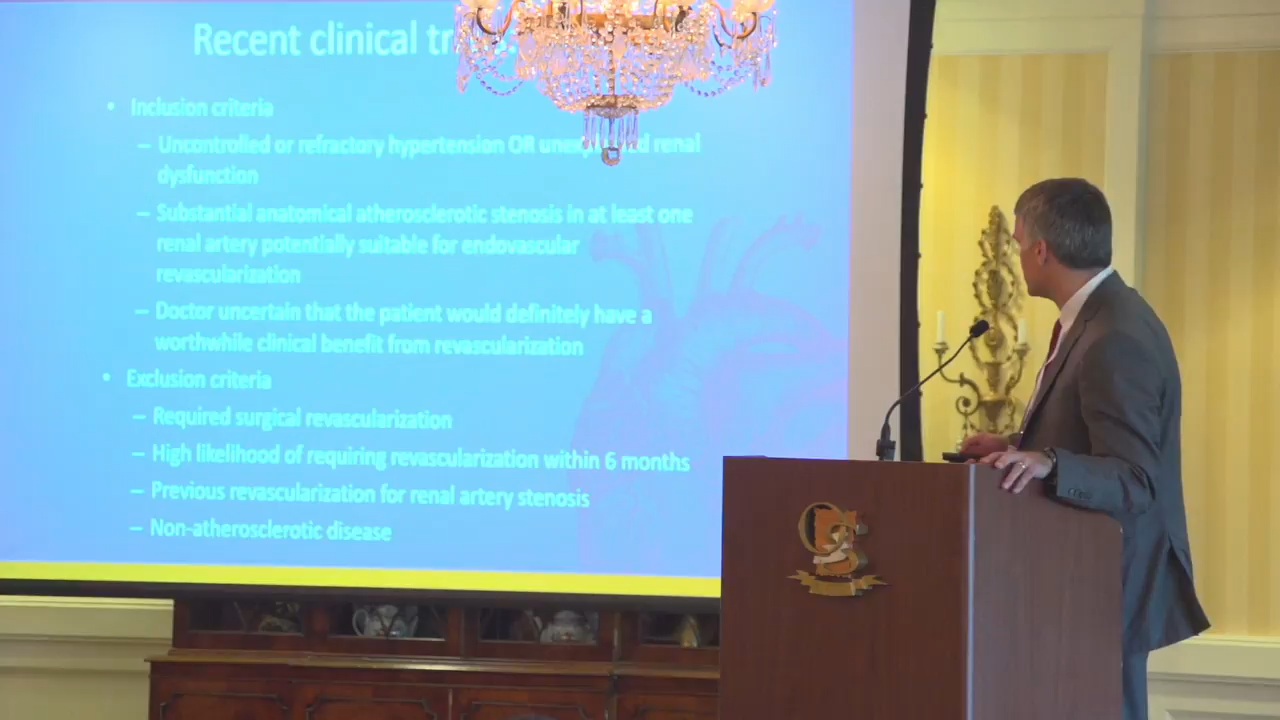 Recent clinical
• Inclusion criteria
– Uncontrolled or refractory hypertension OR renal
dysfunction
– Substantial anatomical atherosclerotic stenosis in at least one
renal artery potentially suitable for endovascular
revascularization
– Doctor uncertain that the patient would definitely have a
worthwhile clinical benefit from revascularization
• Exclusion criteria
– Required surgical revascularization
– High likelihood of requiring revascularization within 6 months
– Previous revascularization for renal artery stenosis
– Non-atherosclerotic disease